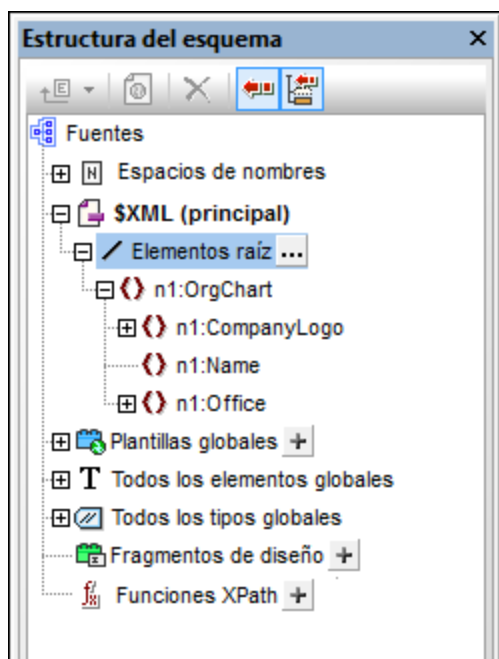 Estructura del esquema
Fuentes
Espacios de nombres
$XML (principal)
Elementos raíz ...
n1:OrgChart
n1:CompanyLogo
n1:Name
n1:Office
Plantillas globales
Todos los elementos globales
Todos los tipos globales
Fragmentos de diseño
Funciones XPath